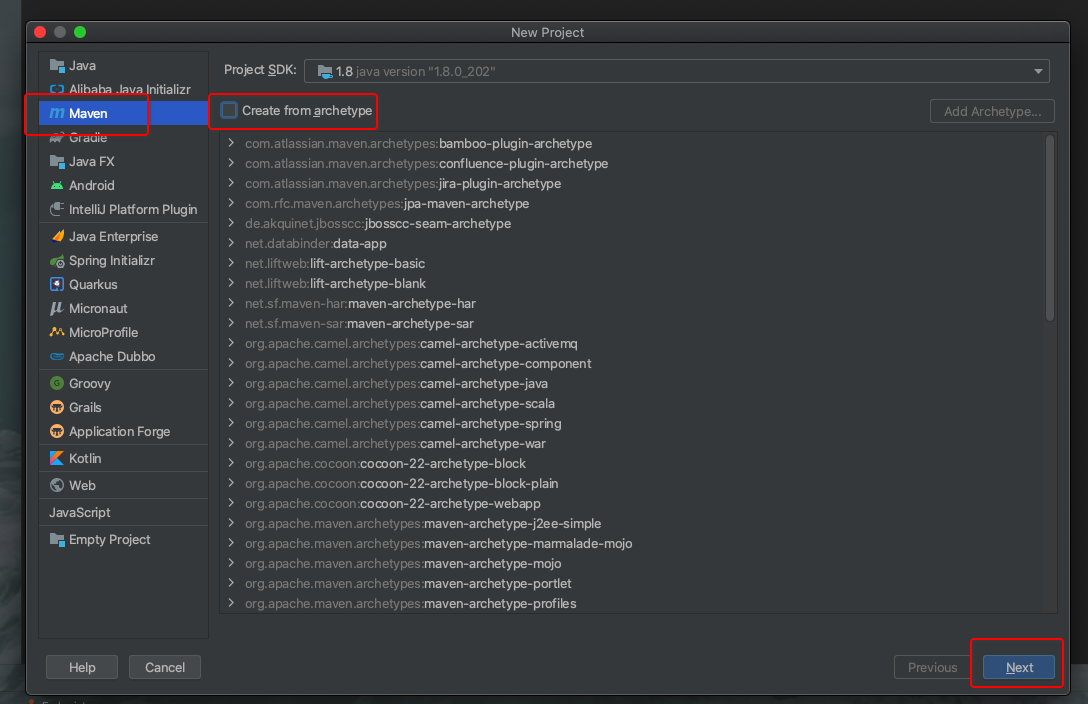 New Project
Java
Alibaba Java Initializr
Maven
Gradle
Java FX
Android
IntelliJ Platform Plugin
Java Enterprise
Spring Initializr
Quarkus
Micronaut
MicroProfile
Apache Dubbo
Groovy
Grails
Application Forge
Kotlin
Web
JavaScript
Empty Project
Project SDK: 1.8 java version "1.8.0_202"
Create from archetype
Add Archetype...
com.atlassian.maven.archetypes:bamboo-plugin-archetype
com.atlassian.maven.archetypes:confluence-plugin-archetype
com.atlassian.maven.archetypes:jira-plugin-archetype
com.rfc.maven.archetypes:jpa-maven-archetype
de.akquinet.jbosscc:jbosscc-seam-archetype
net.databinder:data-app
net.liftweb:lift-archetype-basic
net.liftweb:lift-archetype-blank
net.sf.maven-har:maven-archetype-har
net.sf.maven-sar:maven-archetype-sar
org.apache.camel.archetypes:camel-archetype-activemq
org.apache.camel.archetypes:camel-archetype-component
org.apache.camel.archetypes:camel-archetype-java
org.apache.camel.archetypes:camel-archetype-scala
org.apache.camel.archetypes:camel-archetype-spring
org.apache.camel.archetypes:camel-archetype-war
org.apache.cocoon:cocoon-22-archetype-block
org.apache.cocoon:cocoon-22-archetype-block-plain
org.apache.cocoon:cocoon-22-archetype-webapp
org.apache.maven.archetypes:maven-archetype-j2ee-simple
org.apache.maven.archetypes:maven-archetype-marmalade-mojo
org.apache.maven.archetypes:maven-archetype-mojo
org.apache.maven.archetypes:maven-archetype-portlet
org.apache.maven.archetypes:maven-archetype-profiles
Help
Cancel
Previous
Next